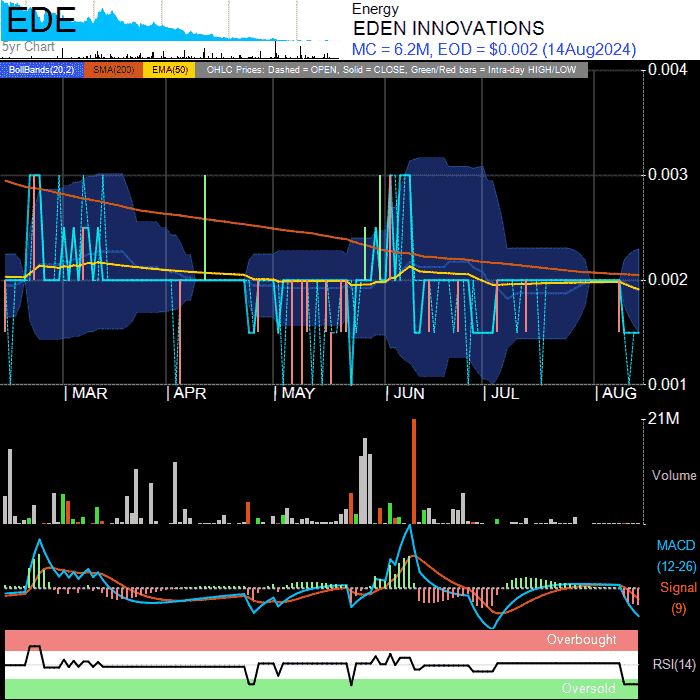 EDE
5yr Chart
Energy
EDEN INNOVATIONS
MC = 6.2M, EOD = $0.002 (14Aug2024)
BollBands(20,2) SMA(200) EMA(50) OHLC Prices: Dashed = OPEN, Solid = CLOSE, Green/Red bars = Intra-day HIGH/LOW
0.004
0.003
0.002
0.001
| MAR | APR | MAY | JUN | JUL | AUG
21M
Volume
MACD
(12-26)
Signal
(9)
Overbought
RSI(14)
Oversold